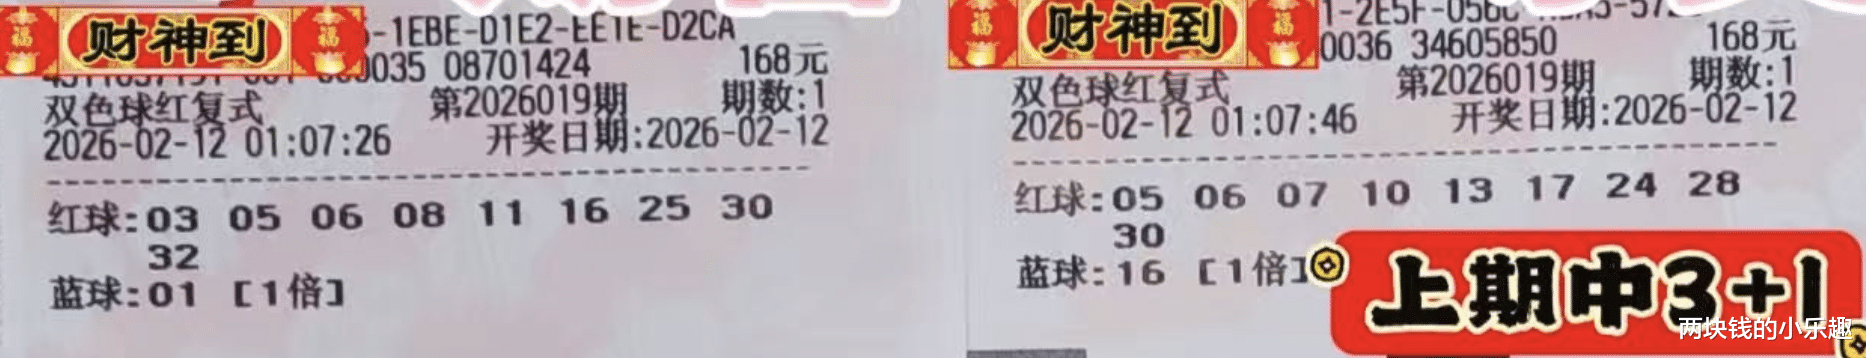 福
财神到
福
-1EBE-D1E2-EE1E-D2CA
0035 08701424 168元
双色球红复式 第2026019期 期数:1
2026-02-12 01:07:26 开奖日期:2026-02-12
红球:03 05 06 08 11 16 25 30
32
蓝球:01 [1倍]
福
财神到
福
0036 34605850 168元
双色球红复式 第2026019期 期数:1
2026-02-12 01:07:46 开奖日期:2026-02-12
红球:05 06 07 10 13 17 24 28
30
蓝球:16 [1倍]
上期中3+1
两块钱的小乐趣